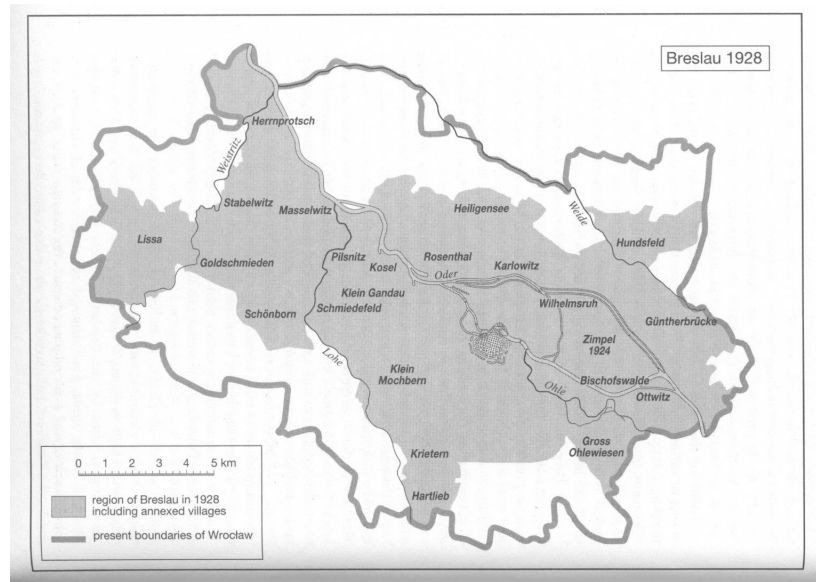 Breslau 1928
Herrnprotsch
Weistritz
Stabelwitz
Masselwitz
Heiligensee
Weide
Hundsfeld
Lissa
Pilsnitz
Rosenthal
Goldschmieden
Kosel
Oder
Karlowitz
Klein Gandau
Wilhelmsruh
Schönborn
Schmiedefeld
Güntherbrücke
Zimpel
1924
Lohe
Klein
Mochbern
Bischofswalde
Ohle
Ottwitz
Gross
Ohlewiesen
Krietern
Hartlieb
0 1 2 3 4 5 km
region of Breslau in 1928
including annexed villages
present boundaries of Wrocław